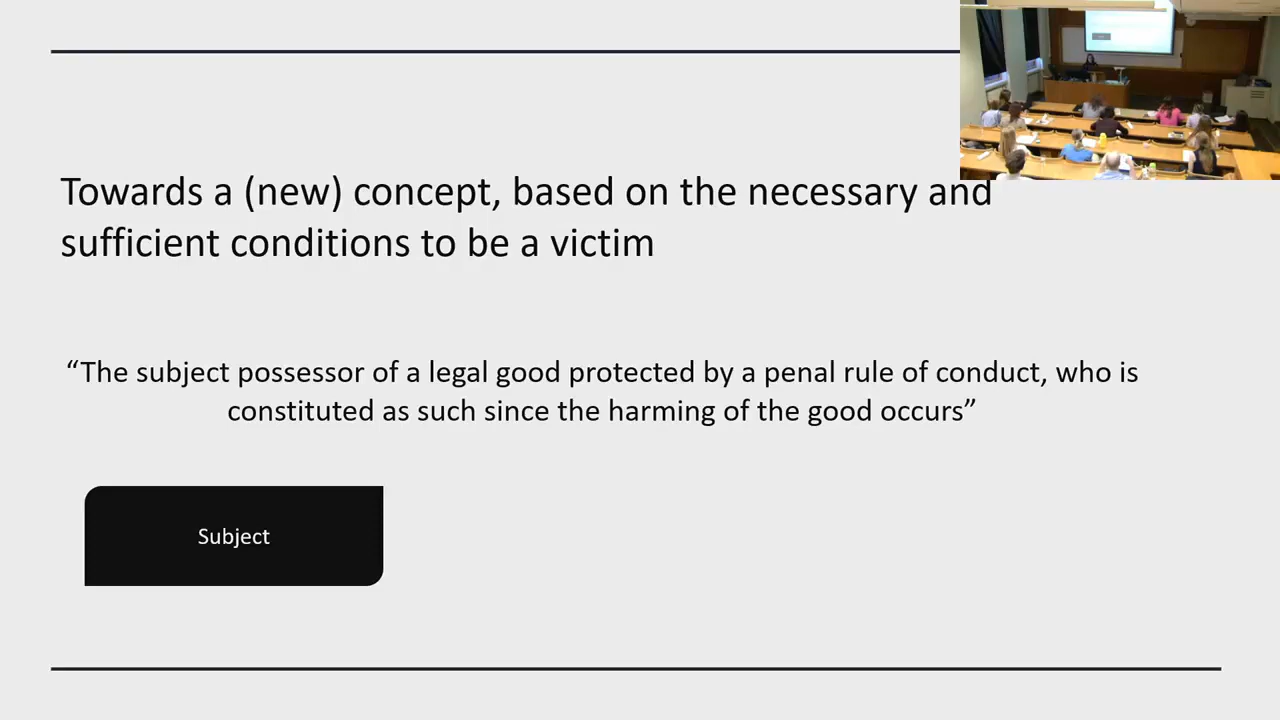 Towards a (new) concept, based on the necessary and
sufficient conditions to be a victim
“The subject possessor of a legal good protected by a penal rule of conduct, who is
constituted as such since the harming of the good occurs”
Subject